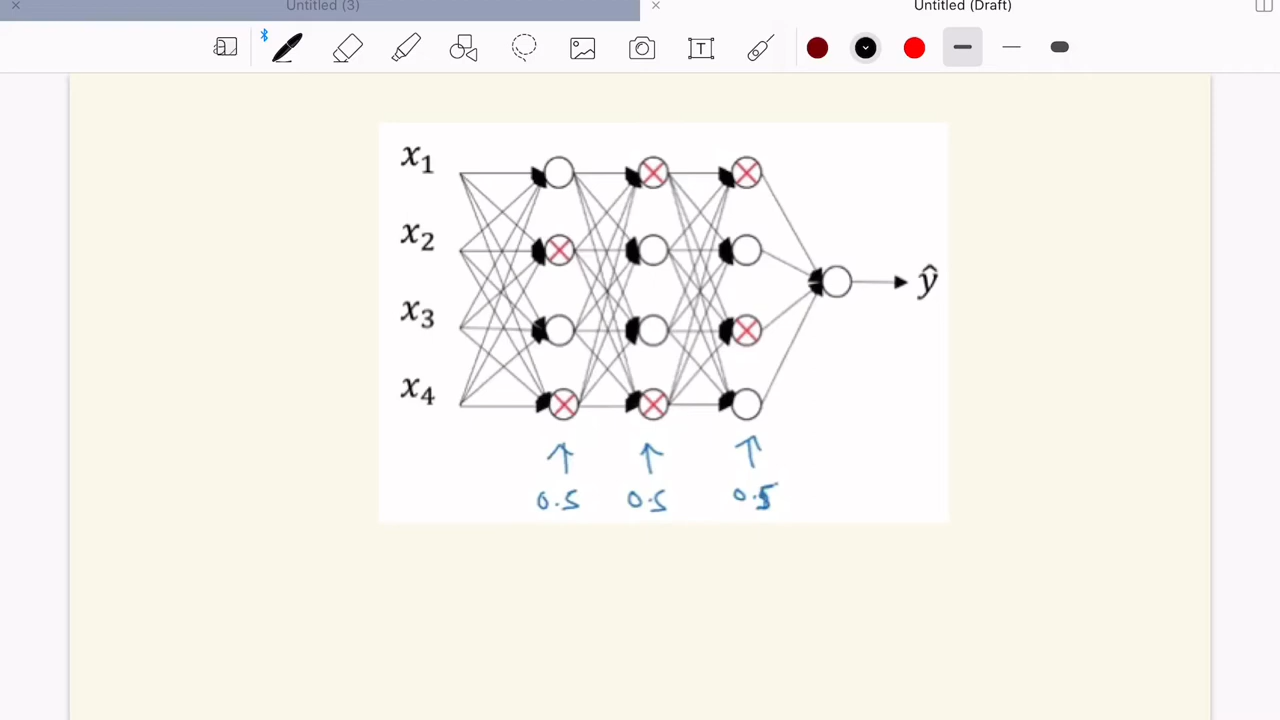 Untitled (3)
Untitled (Draft)
T
x₁
x₂
x₃
x₄
ŷ
0.5 0.5 0.5